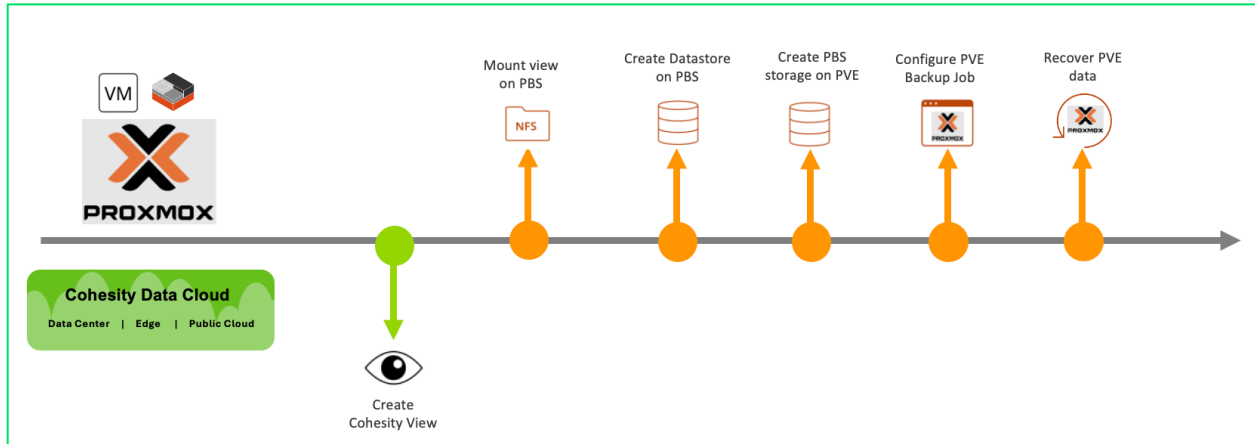 VM
PROXMOX
Cohesity Data Cloud
Data Center | Edge | Public Cloud
Create
Cohesity View
Mount view
on PBS
NFS
Create Datastore
on PBS
Create PBS
storage on PVE
Configure PVE
Backup Job
PROXMOX
Recover PVE
data
PROXMOX